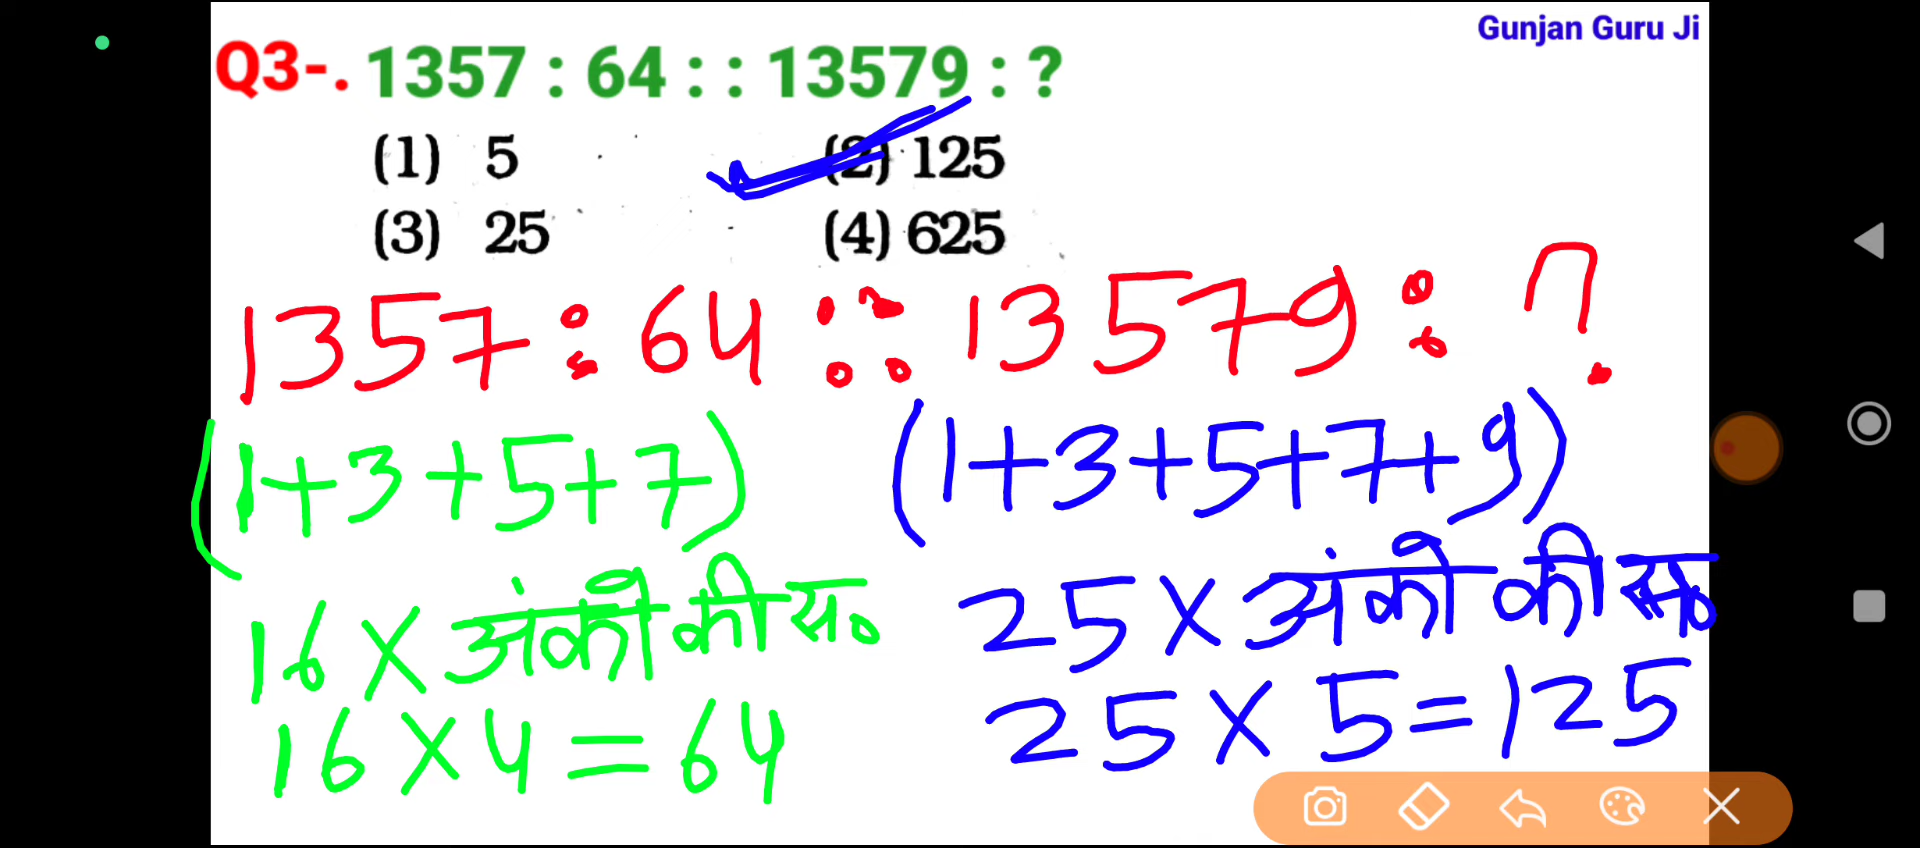 Gunjan Guru Ji
Q3-. 1357 : 64 : : 13579 : ?
(1) 5 (2) 125
(3) 25 (4) 625
1357 : 64 :: 13579 : ?
(1+3+5+7) (1+3+5+7+9)
16 × अंको की सं० 25 × अंको की सं०
16 × 4 = 64 25 × 5 = 125